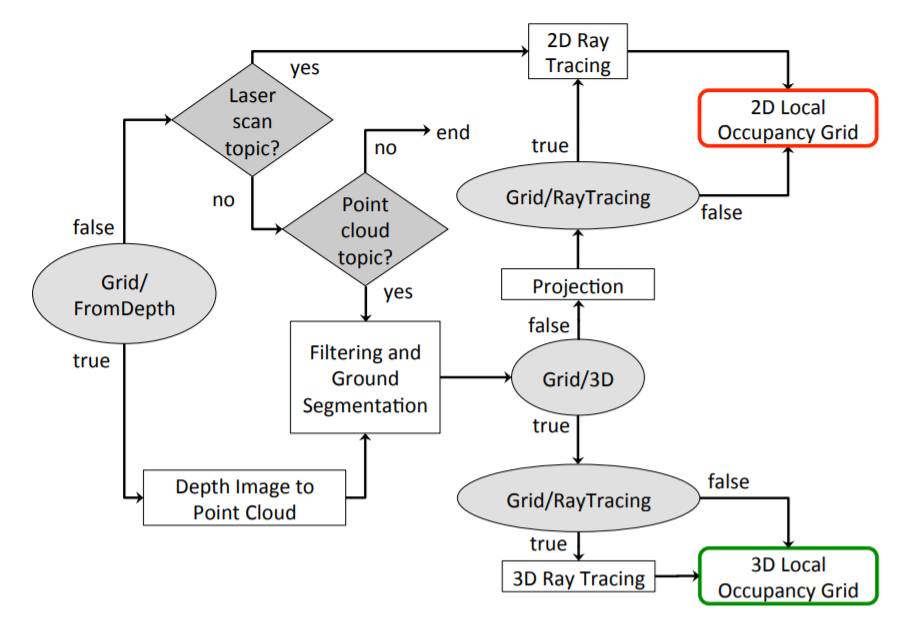 2D Ray
Tracing
yes
Laser
scan
topic?
2D Local
Occupancy Grid
end
no
true
no
Point
cloud
topic?
Grid/RayTracing
false
false
Grid/
FromDepth
yes
Projection
false
true
Filtering and
Ground
Segmentation
Grid/3D
true
Depth Image to
Point Cloud
Grid/RayTracing
false
true
3D Ray Tracing
3D Local
Occupancy Grid